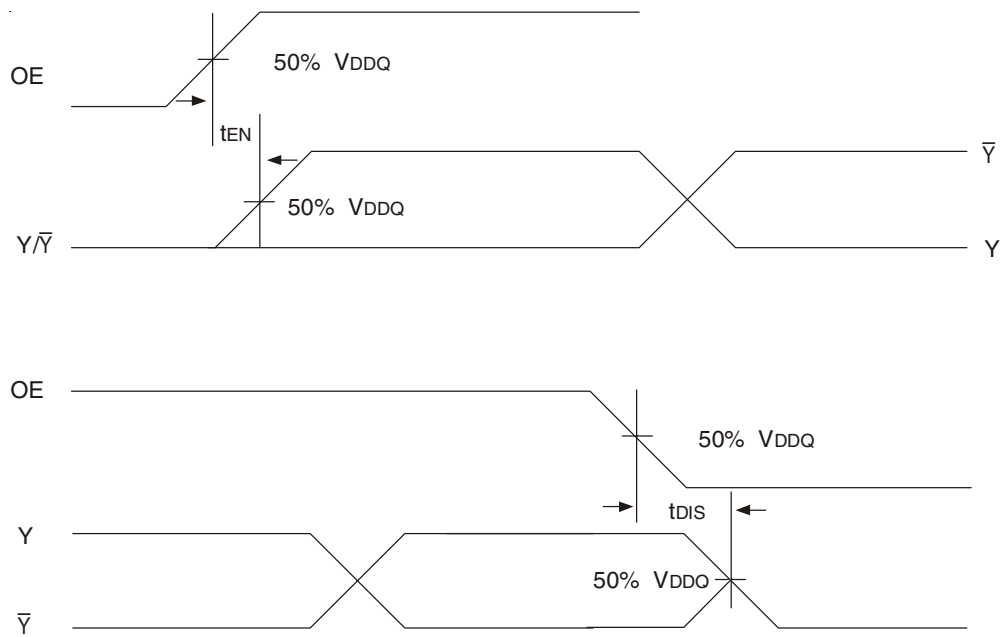 50% VDDQ
OE
tEN
Y̅
50% VDDQ
Y/Y̅
Y
OE
50% VDDQ
tDIS
Y
50% VDDQ
Y̅